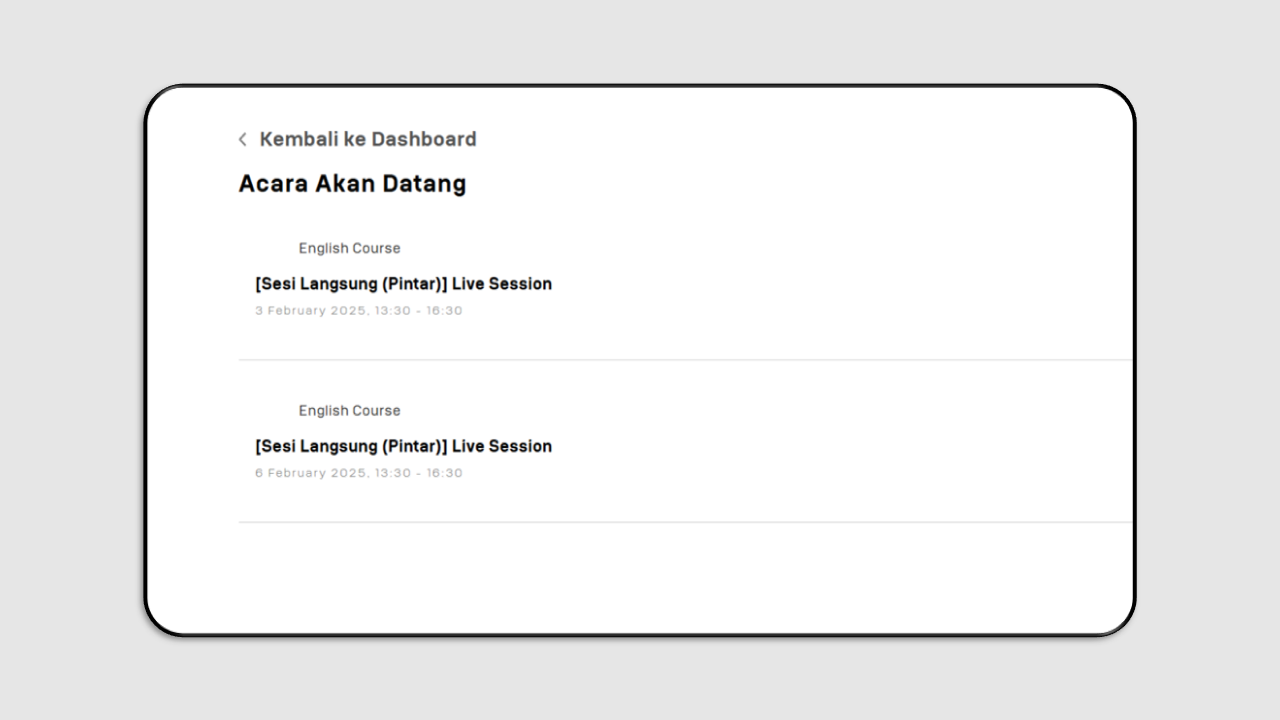 Kembali ke Dashboard
Acara Akan Datang
English Course
[Sesi Langsung (Pintar)] Live Session
3 February 2025, 13:30 - 16:30
English Course
[Sesi Langsung (Pintar)] Live Session
6 February 2025, 13:30 - 16:30